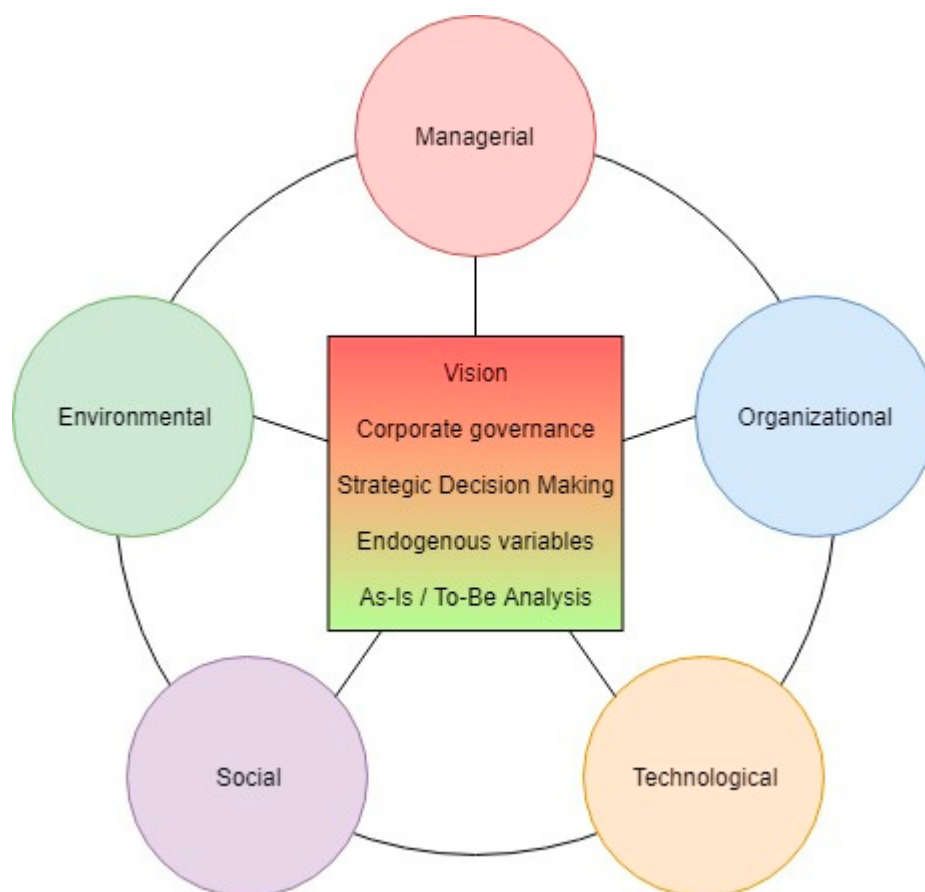 Managerial
Environmental
Organizational
Vision
Corporate governance
Strategic Decision Making
Endogenous variables
As-Is / To-Be Analysis
Social
Technological